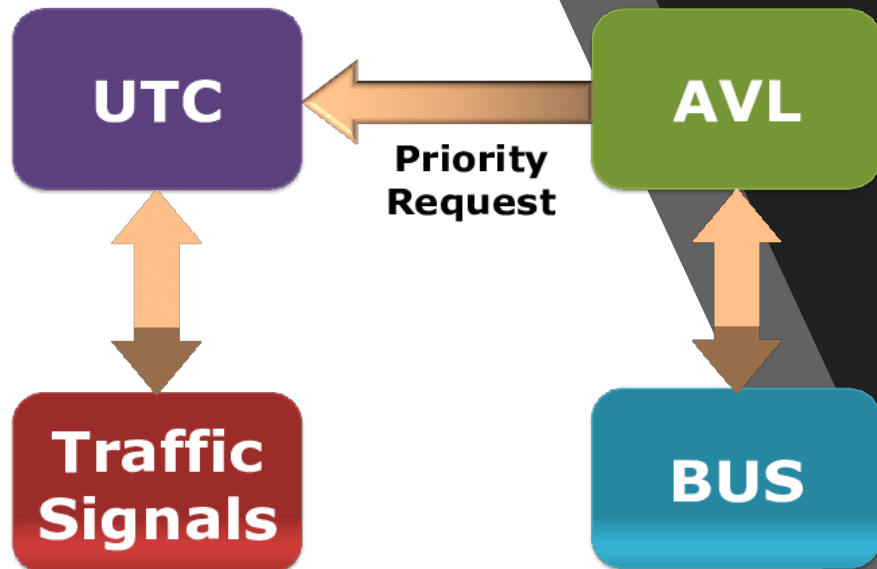 UTC
AVL
Priority
Request
Traffic
Signals
BUS